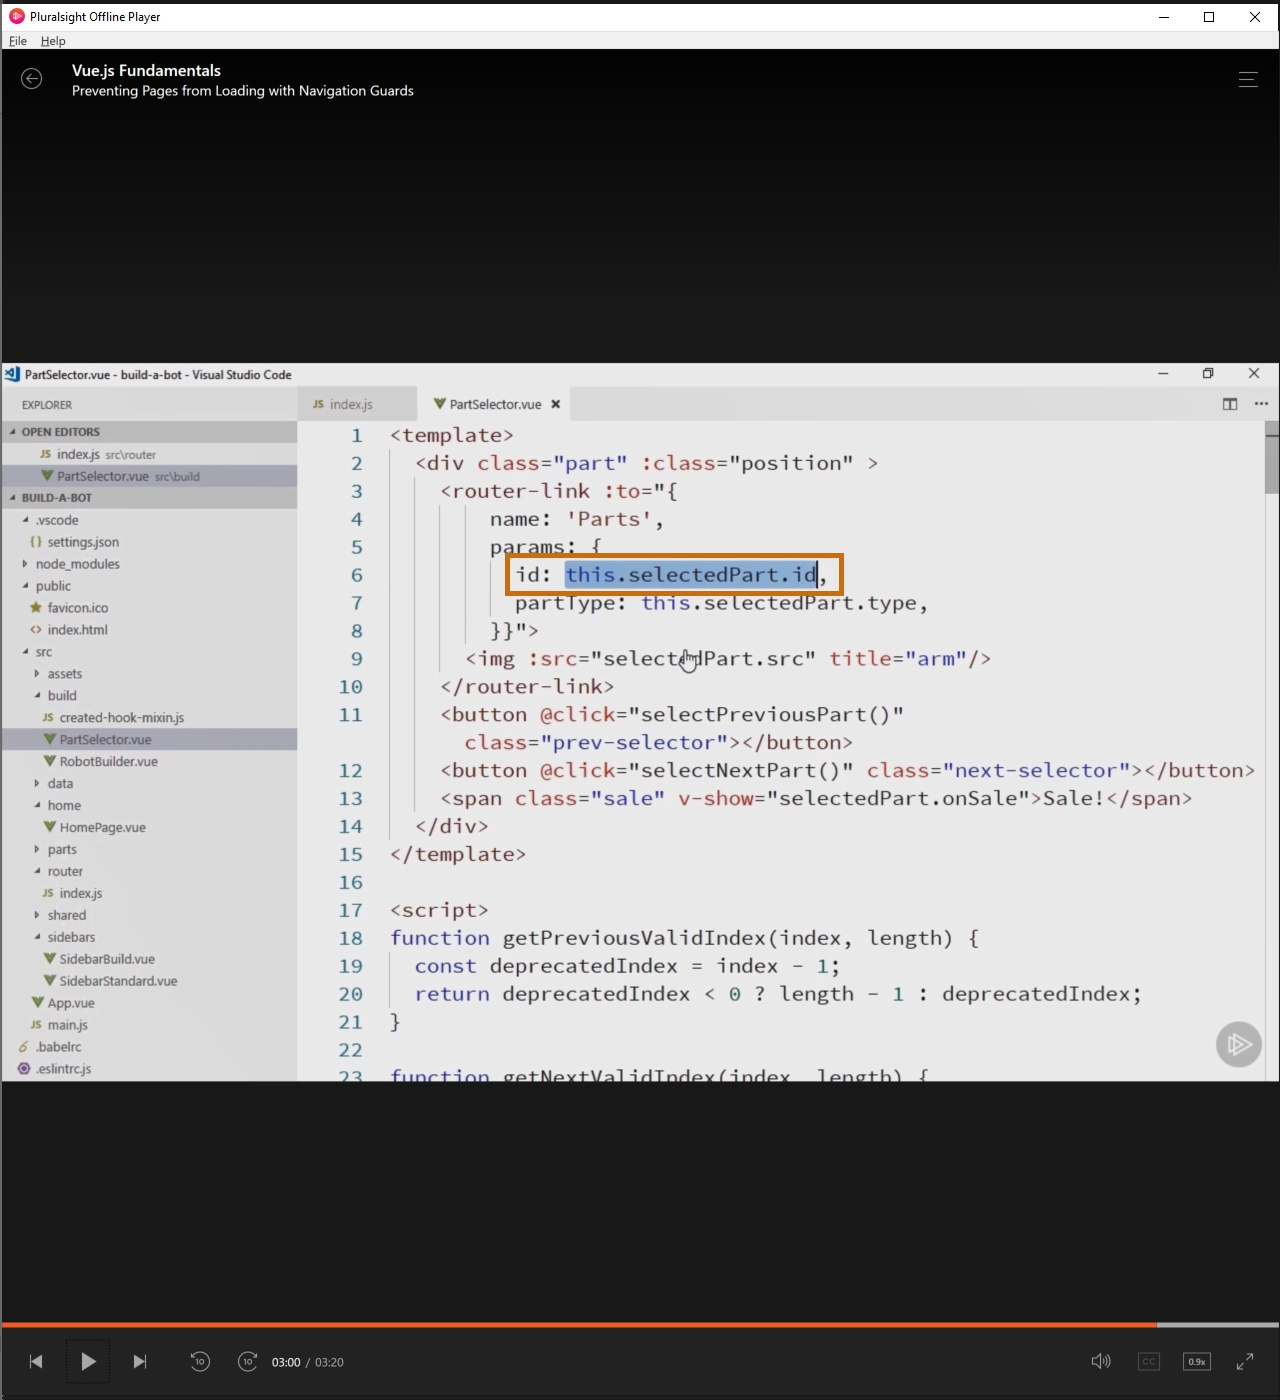 Pluralsight Offline Player
File Help
Vue.js Fundamentals
Preventing Pages from Loading with Navigation Guards
PartSelector.vue - build-a-bot - Visual Studio Code
EXPLORER
OPEN EDITORS
JS index.js src\router
PartSelector.vue src\build
BUILD-A-BOT
.vscode
{} settings.json
node_modules
public
favicon.ico
<> index.html
src
assets
build
JS created-hook-mixin.js
PartSelector.vue
RobotBuilder.vue
data
home
HomePage.vue
parts
router
JS index.js
shared
sidebars
SidebarBuild.vue
SidebarStandard.vue
App.vue
JS main.js
.babelrc
.eslintrc.js
JS index.js
PartSelector.vue
1 <template>
2 <div class="part" :class="position" >
3 <router-link :to="{
4 name: 'Parts',
5 params: {
6 id: this.selectedPart.id,
7 partType: this.selectedPart.type,
8 }}">
9 <img :src="selectedPart.src" title="arm"/>
10 </router-link>
11 <button @click="selectPreviousPart()"
class="prev-selector"></button>
12 <button @click="selectNextPart()" class="next-selector"></button>
13 <span class="sale" v-show="selectedPart.onSale">Sale!</span>
14 </div>
15 </template>
16
17 <script>
18 function getPreviousValidIndex(index, length) {
19 const deprecatedIndex = index - 1;
20 return deprecatedIndex < 0 ? length - 1 : deprecatedIndex;
21 }
22
23 function getNextValidIndex(index, length) {
10
10
03:00 / 03:20
CC
0.9x